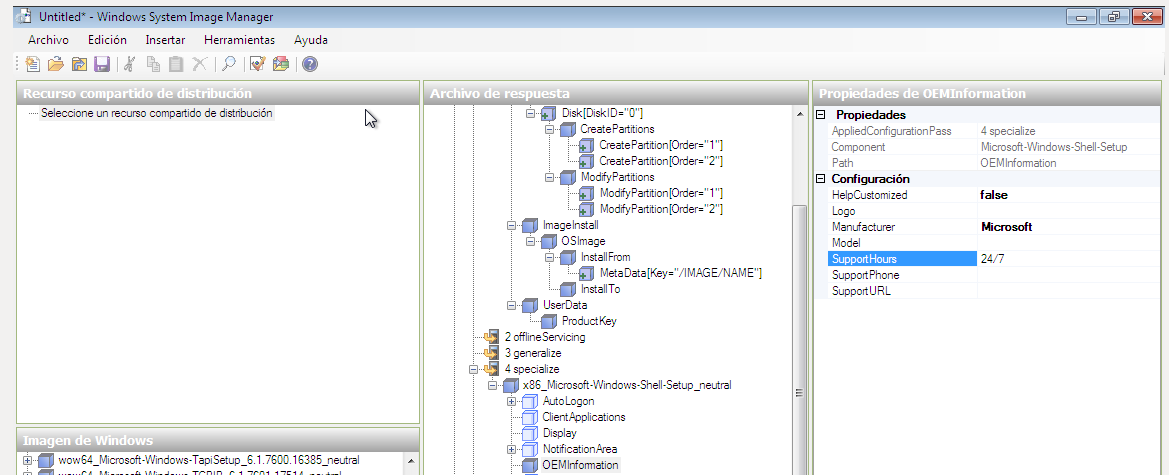 Untitled* - Windows System Image Manager
Archivo Edición Insertar Herramientas Ayuda
Recurso compartido de distribución
Seleccione un recurso compartido de distribución
Imagen de Windows
wow64_Microsoft-Windows-TapiSetup_6.1.7600.16385_neutral
wow64_Microsoft-Windows-TCPIP_6.1.7601.17514_neutral
Archivo de respuesta
Disk[DiskID="0"]
CreatePartitions
CreatePartition[Order="1"]
CreatePartition[Order="2"]
ModifyPartitions
ModifyPartition[Order="1"]
ModifyPartition[Order="2"]
ImageInstall
OSImage
InstallFrom
MetaData[Key="/IMAGE/NAME"]
InstallTo
UserData
ProductKey
2 offlineServicing
3 generalize
4 specialize
x86_Microsoft-Windows-Shell-Setup_neutral
AutoLogon
ClientApplications
Display
NotificationArea
OEMInformation
Propiedades de OEMInformation
Propiedades
AppliedConfigurationPass 4 specialize
Component Microsoft-Windows-Shell-Setup
Path OEMInformation
Configuración
HelpCustomized false
Logo
Manufacturer Microsoft
Model
SupportHours 24/7
SupportPhone
SupportURL